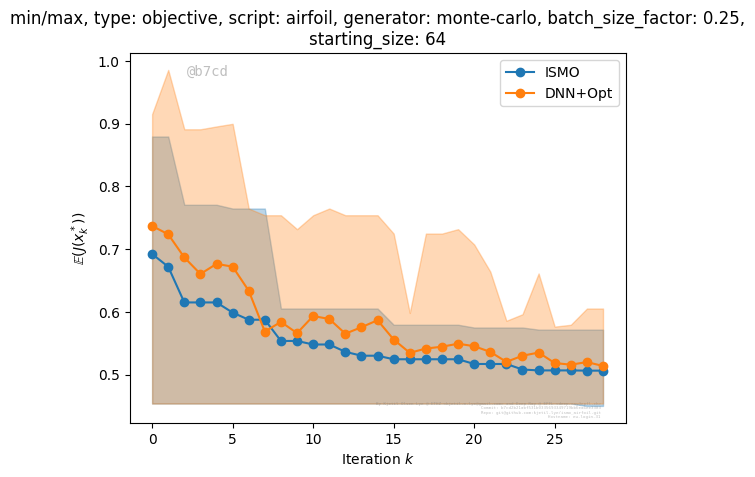 min/max, type: objective, script: airfoil, generator: monte-carlo, batch_size_factor: 0.25,
starting_size: 64
@b7cd
ISMO
DNN+Opt
1.0
0.9
0.8
0.7
0.6
0.5
𝔼(J(x*ₖ))
0 5 10 15 20 25
Iteration k